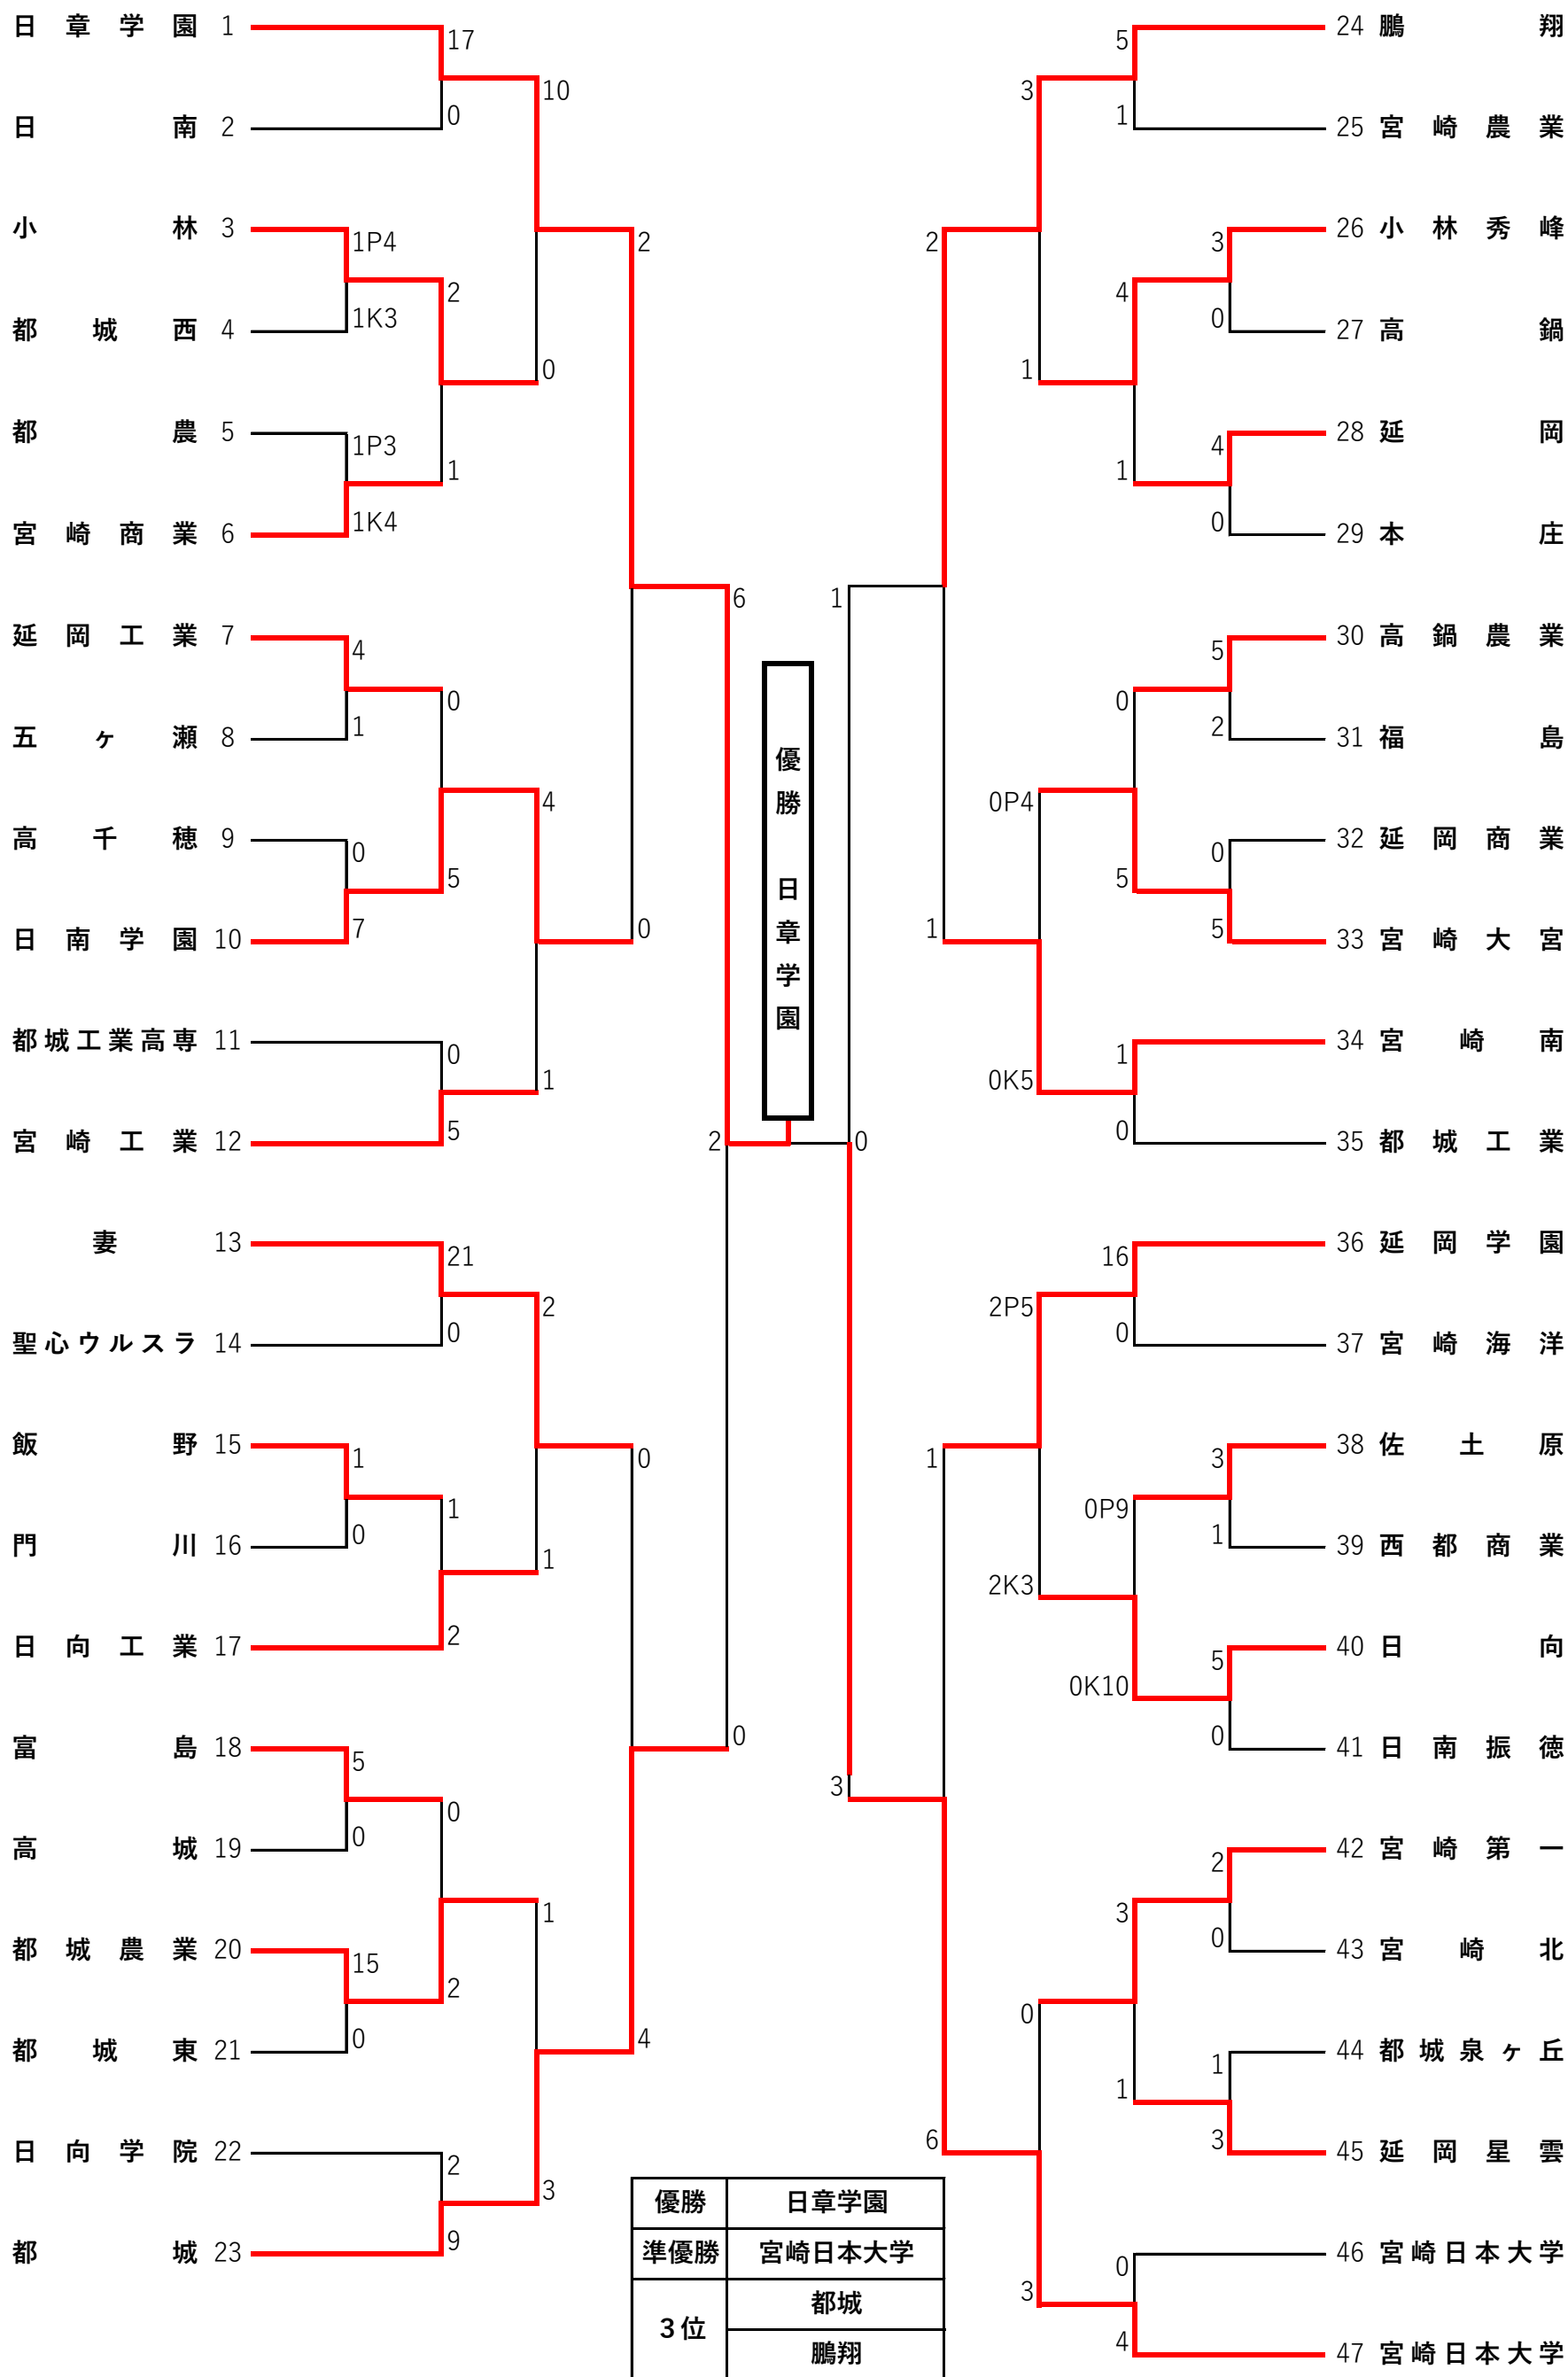 日章学園 1
日南 2
小林 3
都城西 4
都農 5
宮崎商業 6
延岡工業 7
五ヶ瀬 8
高千穂 9
日南学園 10
都城工業高専 11
宮崎工業 12
妻 13
聖心ウルスラ 14
飯野 15
門川 16
日向工業 17
富島 18
高城 19
都城農業 20
都城東 21
日向学院 22
都城 23
1P4
1K3
1P3
1K4
4
1
0
7
1
0
5
0
15
0
17
0
2
1
0
5
0
5
21
0
1
2
0
2
2
9
10
0
4
1
2
1
1
3
2
0
0
4
6
0
2
優勝 日章学園
0
1
3
2
1
1
6
3
1
0P4
0K5
2P5
2K3
0
3
5
1
4
1
0
5
1
0
16
0
0P9
0K10
3
1
0
4
3
0
4
0
5
2
0
5
3
1
5
0
2
0
1
3
24 鵬翔
25 宮崎農業
26 小林秀峰
27 高鍋
28 延岡
29 本庄
30 高鍋農業
31 福島
32 延岡商業
33 宮崎大宮
34 宮崎南
35 都城工業
36 延岡学園
37 宮崎海洋
38 佐土原
39 西都商業
40 日向
41 日南振徳
42 宮崎第一
43 宮崎北
44 都城泉ヶ丘
45 延岡星雲
46 宮崎日本大学
47 宮崎日本大学
優勝 日章学園
準優勝 宮崎日本大学
3位 都城
鵬翔